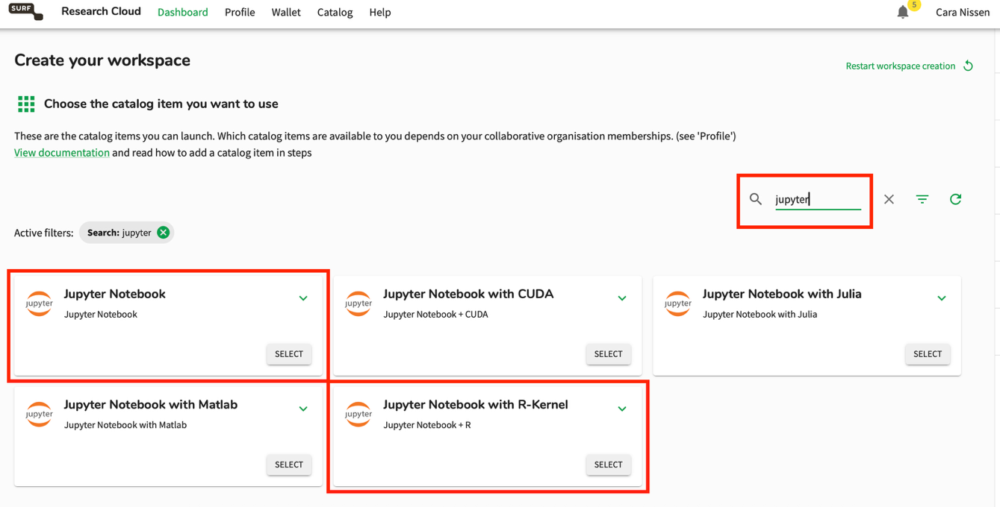 SURF Research Cloud Dashboard Profile Wallet Catalog Help 5 Cara Nissen
Create your workspace
Restart workspace creation
Choose the catalog item you want to use
These are the catalog items you can launch. Which catalog items are available to you depends on your collaborative organisation memberships. (see 'Profile')
View documentation and read how to add a catalog item in steps
jupyter
Active filters: Search: jupyter
jupyter
Jupyter Notebook
Jupyter Notebook
SELECT
jupyter
Jupyter Notebook with CUDA
Jupyter Notebook + CUDA
SELECT
jupyter
Jupyter Notebook with Julia
Jupyter Notebook with Julia
SELECT
jupyter
Jupyter Notebook with Matlab
Jupyter Notebook with Matlab
SELECT
jupyter
Jupyter Notebook with R-Kernel
Jupyter Notebook + R
SELECT